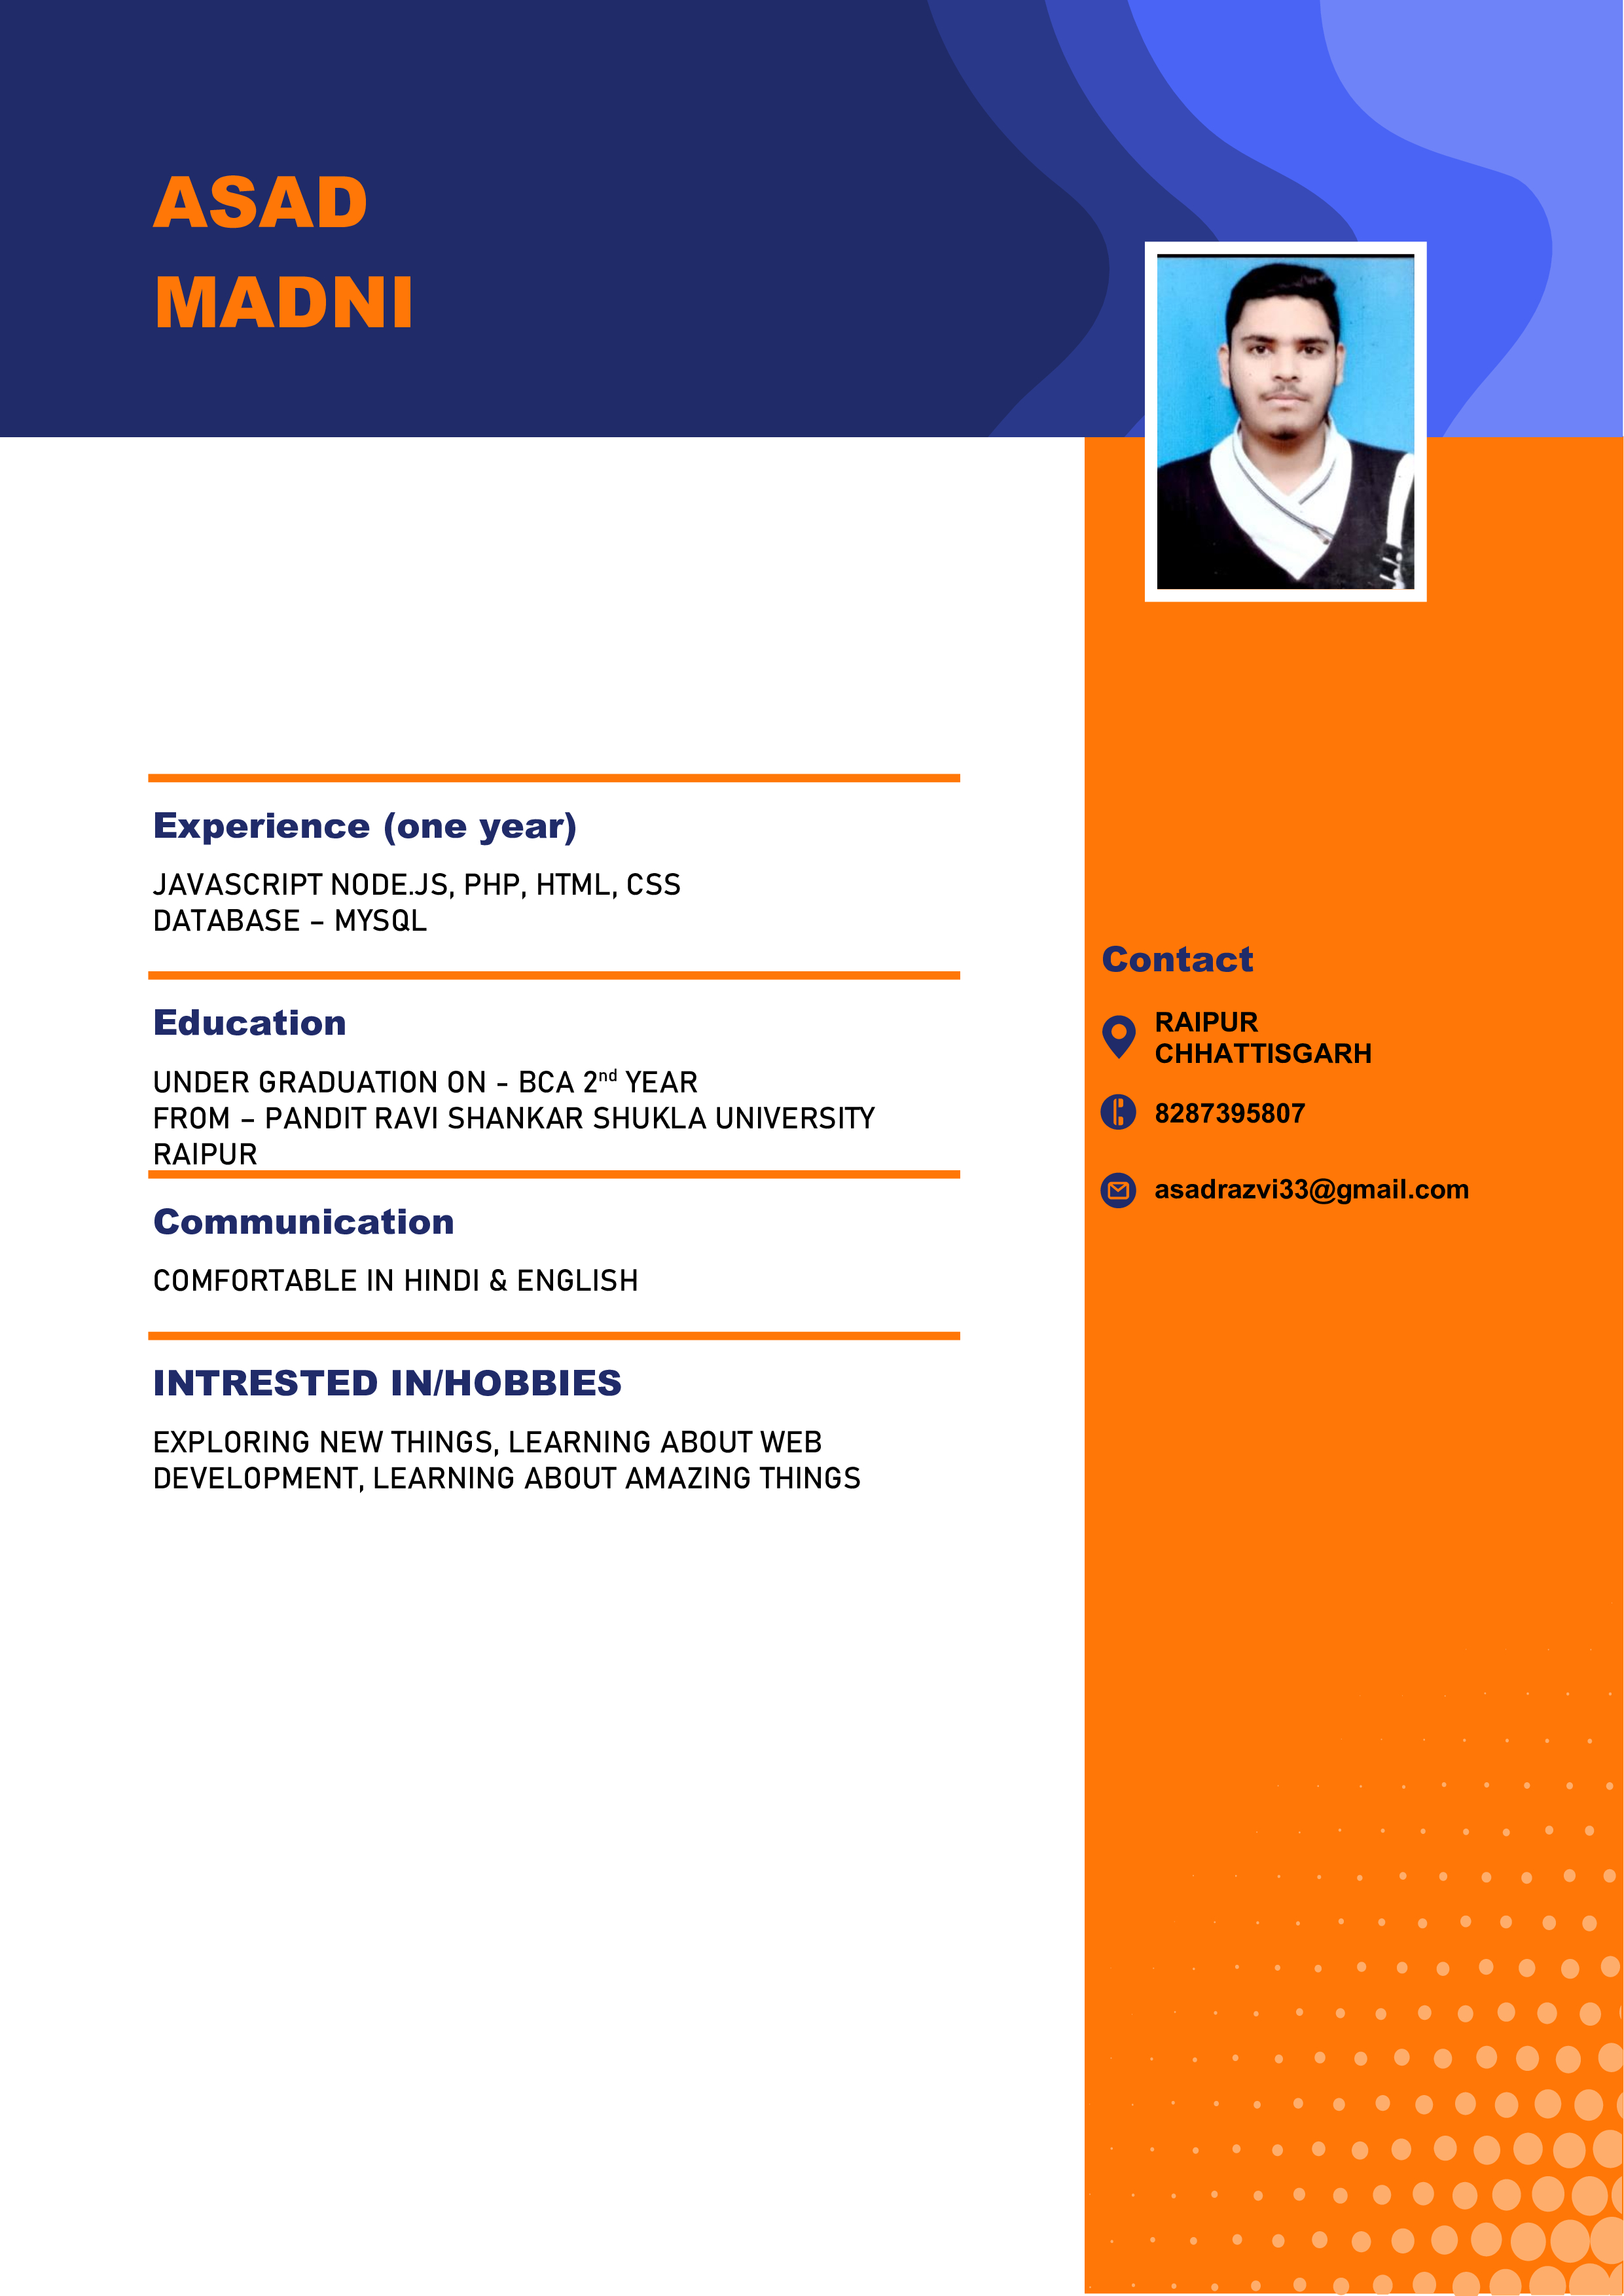 ASAD
MADNI
Experience (one year)
JAVASCRIPT NODE.JS, PHP, HTML, CSS
DATABASE – MYSQL
Education
UNDER GRADUATION ON - BCA 2nd YEAR
FROM – PANDIT RAVI SHANKAR SHUKLA UNIVERSITY
RAIPUR
Communication
COMFORTABLE IN HINDI & ENGLISH
INTRESTED IN/HOBBIES
EXPLORING NEW THINGS, LEARNING ABOUT WEB
DEVELOPMENT, LEARNING ABOUT AMAZING THINGS
Contact
RAIPUR
CHHATTISGARH
8287395807
asadrazvi33@gmail.com